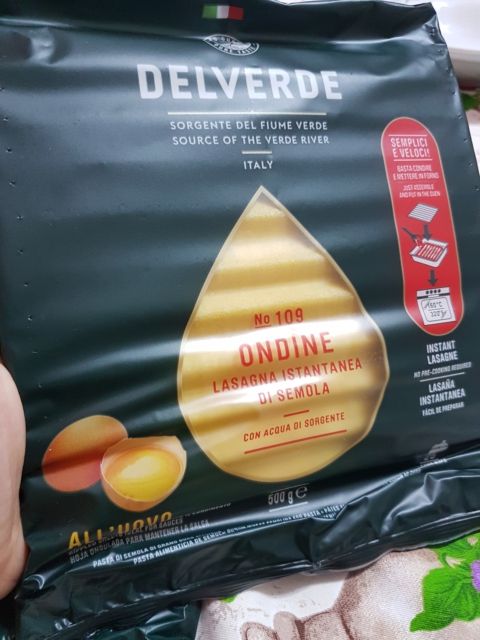 DELVERDE
SORGENTE DEL FIUME VERDE
SOURCE OF THE VERDE RIVER
ITALY
SEMPLICI
E VELOCI!
BASTA CONDIRE
E METTERE IN FORNO
JUST ASSEMBLE
AND PUT IN THE OVEN
No 109
ONDINE
LASAGNA ISTANTANEA
DI SEMOLA
CON ACQUA DI SORGENTE
INSTANT
LASAGNE
NO PRE-COOKING REQUIRED
LASAÑA
INSTANTANEA
FÁCIL DE PREPARAR
500 g e
ALL'UOVO
HOJA ONDULADA PARA MANTENER LA SALSA
PASTA DI SEMOLA DI GRANO
PASTA ALIMENTICIA DE SÉMOLA